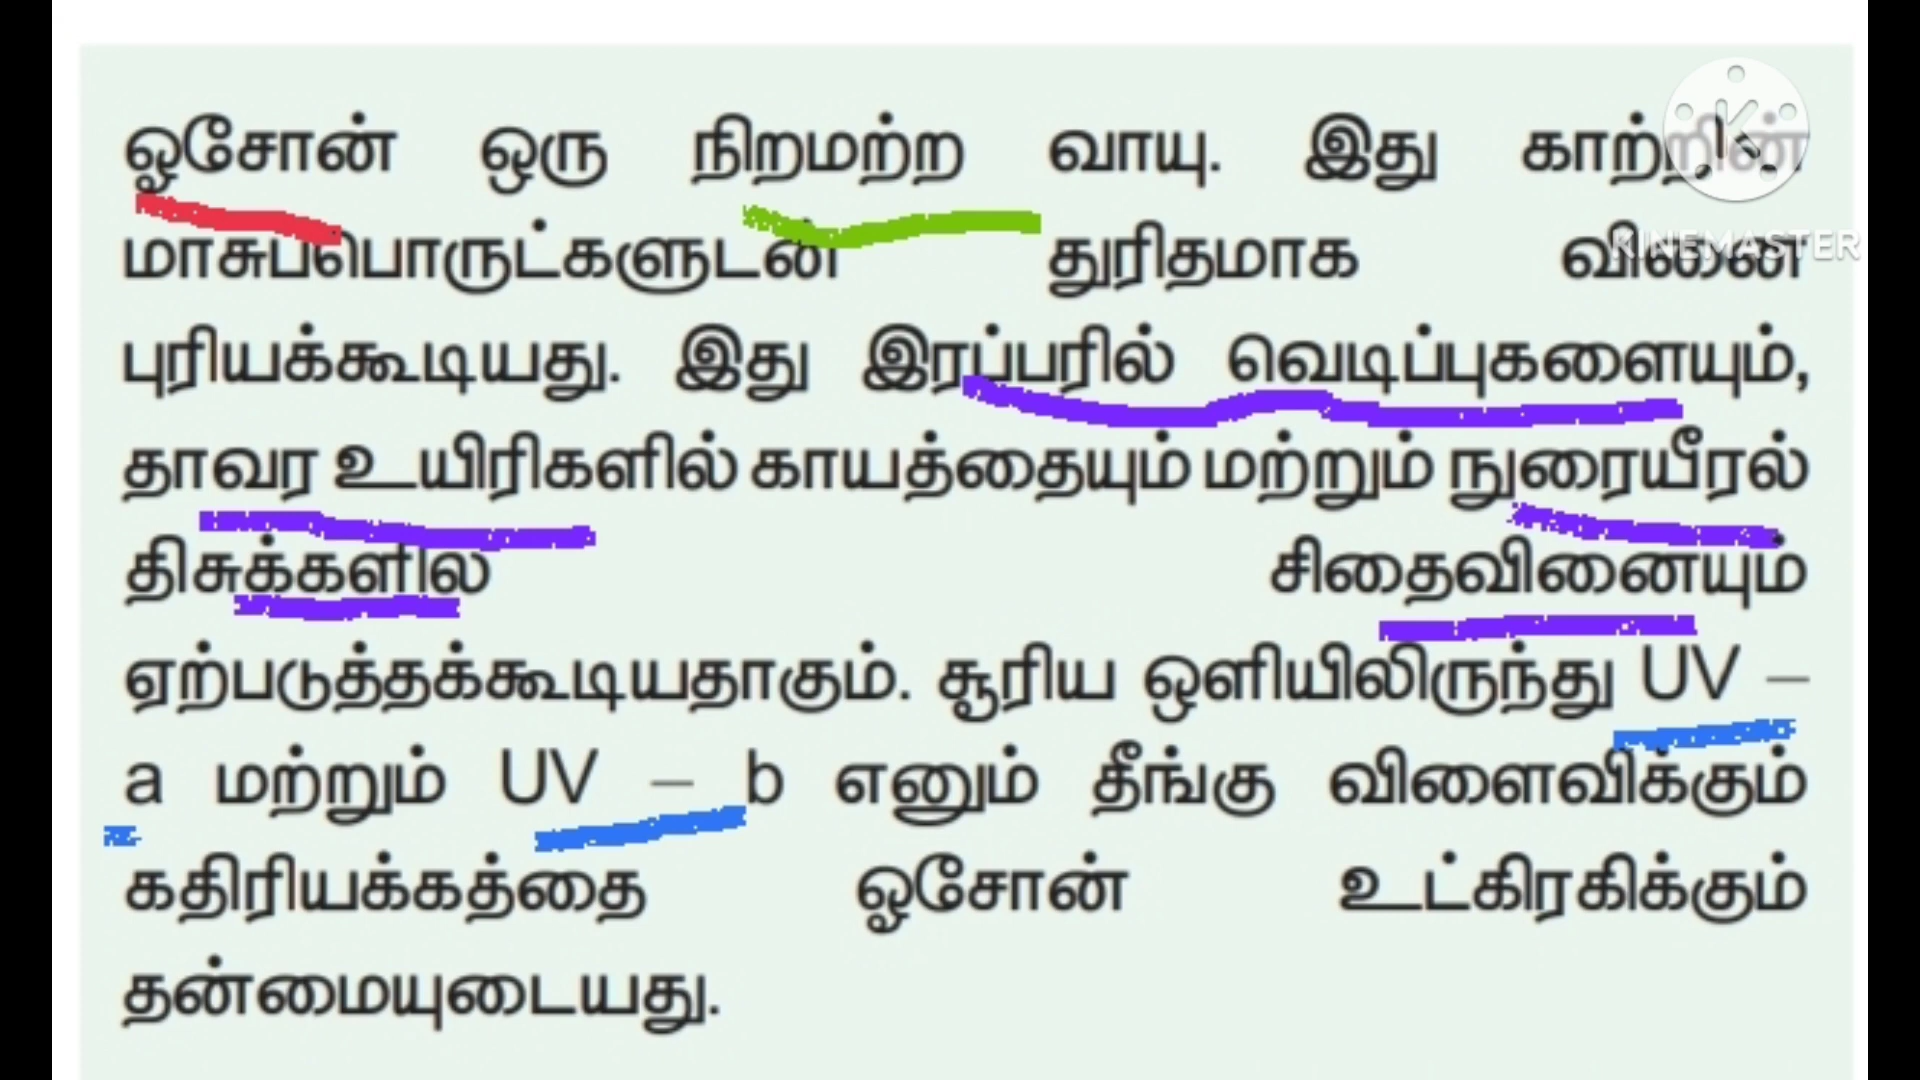 ஓசோன் ஒரு நிறமற்ற வாயு. இது காற்றின்
மாசுப்பொருட்களுடன் துரிதமாக வினை
புரியக்கூடியது. இது இரப்பரில் வெடிப்புகளையும்,
தாவர உயிரிகளில் காயத்தையும் மற்றும் நுரையீரல்
திசுக்களில் சிதைவினையும்
ஏற்படுத்தக்கூடியதாகும். சூரிய ஒளியிலிருந்து UV –
a மற்றும் UV – b எனும் தீங்கு விளைவிக்கும்
கதிரியக்கத்தை ஓசோன் உட்கிரகிக்கும்
தன்மையுடையது.
KINEMASTER